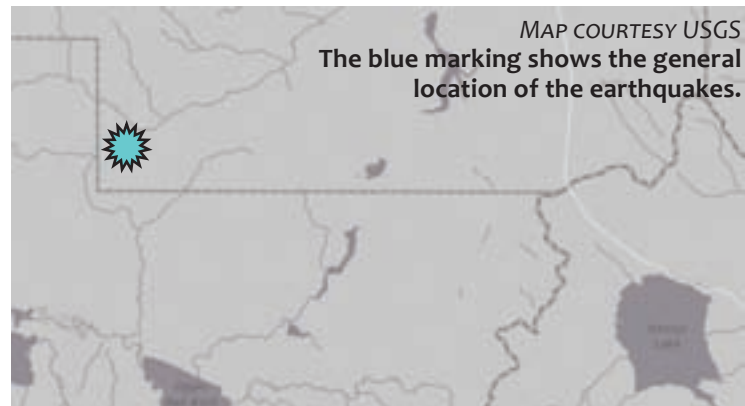 MAP COURTESY USGS
The blue marking shows the general
location of the earthquakes.